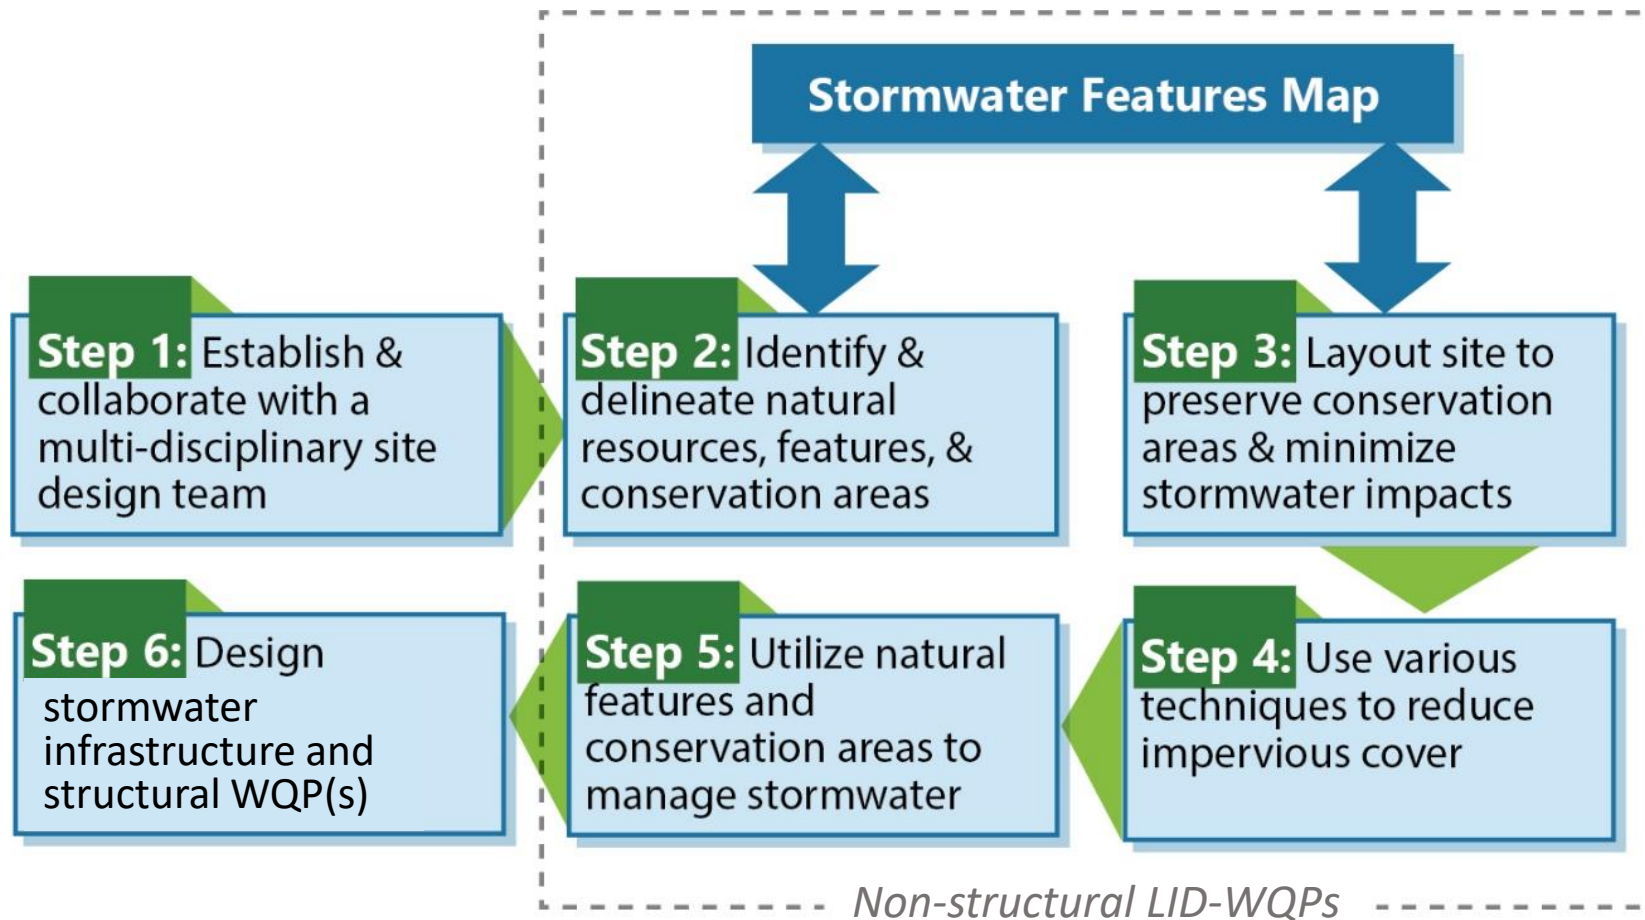 Stormwater Features Map
Step 1: Establish &
collaborate with a
multi-disciplinary site
design team
Step 2: Identify &
delineate natural
resources, features, &
conservation areas
Step 3: Layout site to
preserve conservation
areas & minimize
stormwater impacts
Step 4: Use various
techniques to reduce
impervious cover
Step 5: Utilize natural
features and
conservation areas to
manage stormwater
Step 6: Design
stormwater
infrastructure and
structural WQP(s)
Non-structural LID-WQPs